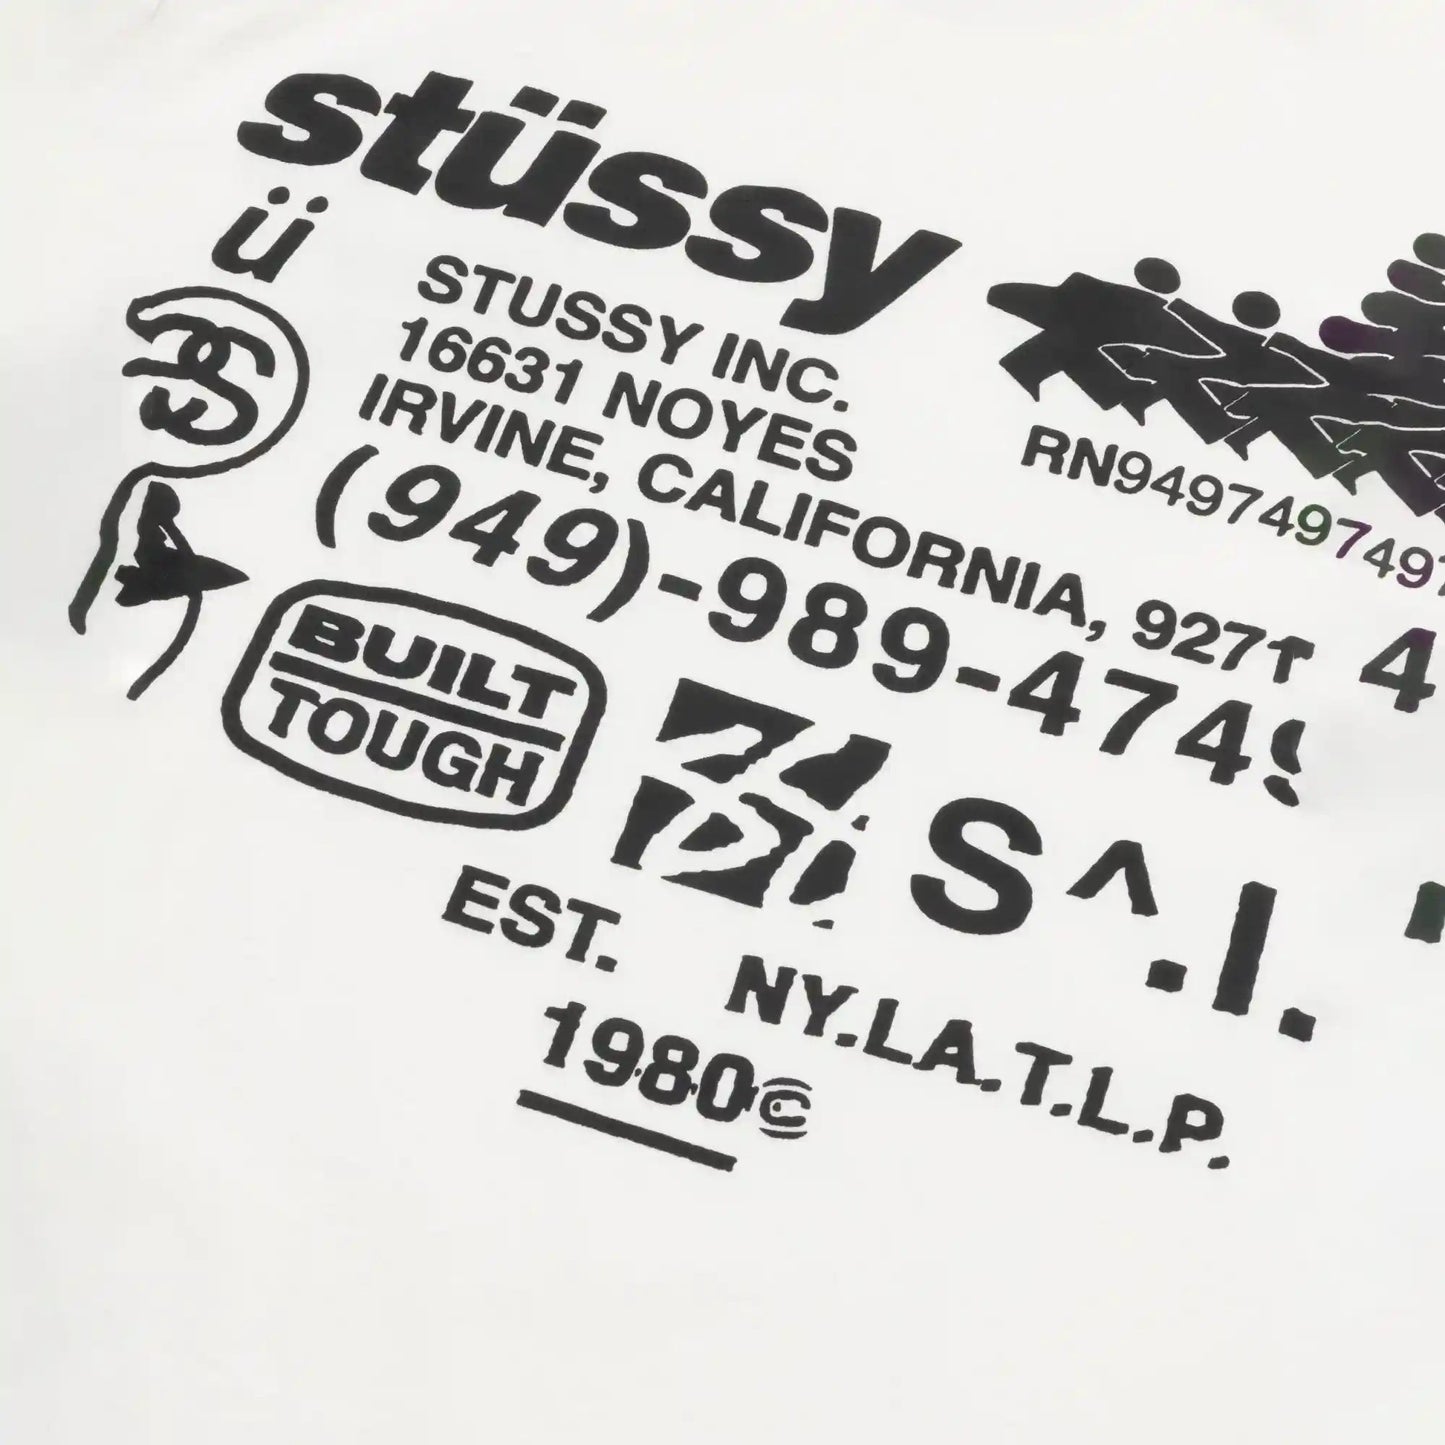 stüssy
ü
STUSSY INC.
16631 NOYES
IRVINE, CALIFORNIA,
(949)-989-474
RN949749749
BUILT
TOUGH
S^.I.
EST.
1980©
NY.LA.T.L.P.